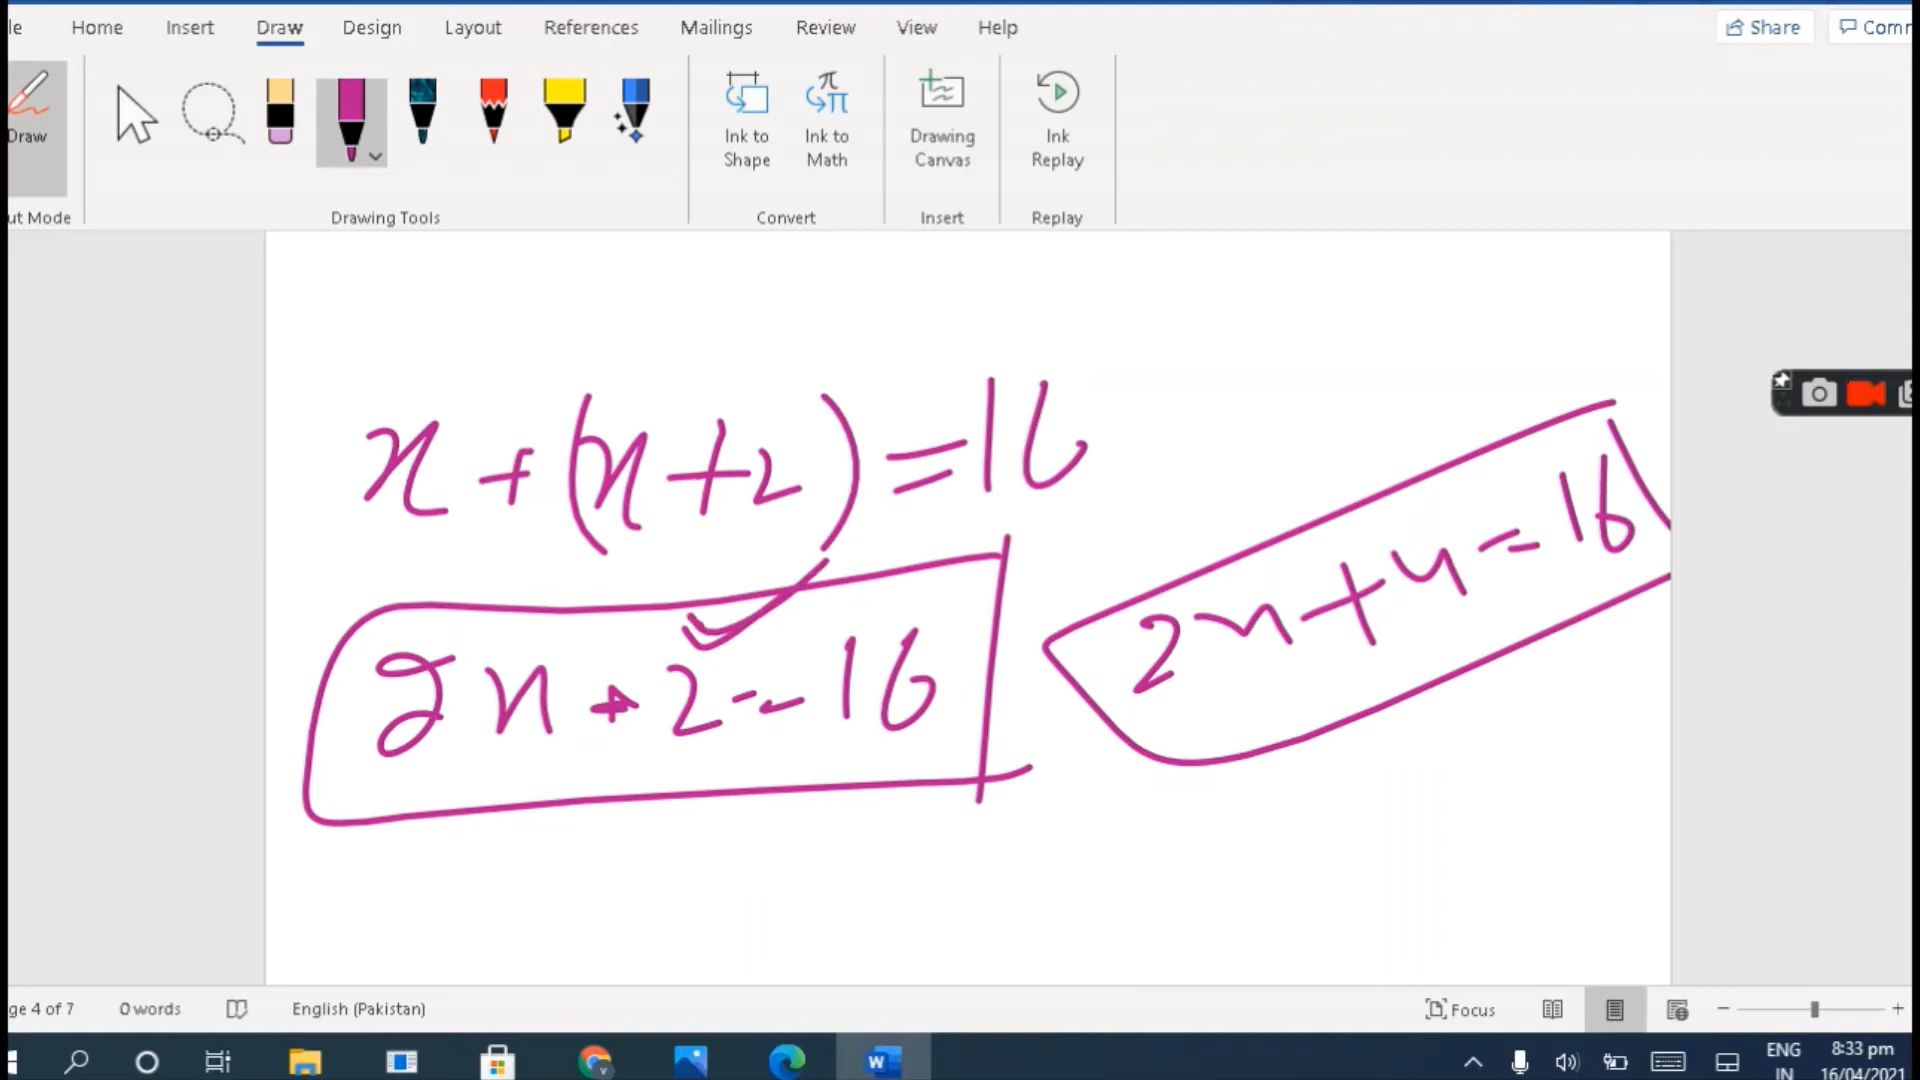 le Home Insert Draw Design Layout References Mailings Review View Help Share Comm
Draw
Ink to Shape
Ink to Math
Drawing Canvas
Ink Replay
ut Mode Drawing Tools Convert Insert Replay
x + (x + 2) = 16
2x + 2 = 16
2x + 4 = 16
ge 4 of 7 0 words English (Pakistan) Focus
ENG 8:33 pm
IN 16/04/2021